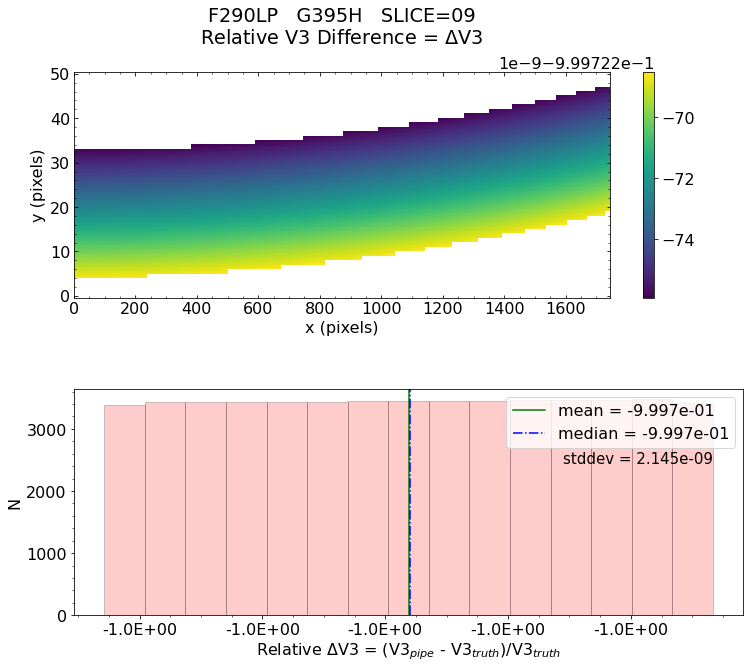 F290LP G395H SLICE=09
Relative V3 Difference = ΔV3
1e−9−9.99722e−1
50
40
30
20
10
0
y (pixels)
0 200 400 600 800 1000 1200 1400 1600
x (pixels)
−70
−72
−74
3000
2000
1000
0
N
mean = -9.997e-01
median = -9.997e-01
stddev = 2.145e-09
-1.0E+00 -1.0E+00 -1.0E+00 -1.0E+00 -1.0E+00
Relative ΔV3 = (V3pipe - V3truth)/V3truth